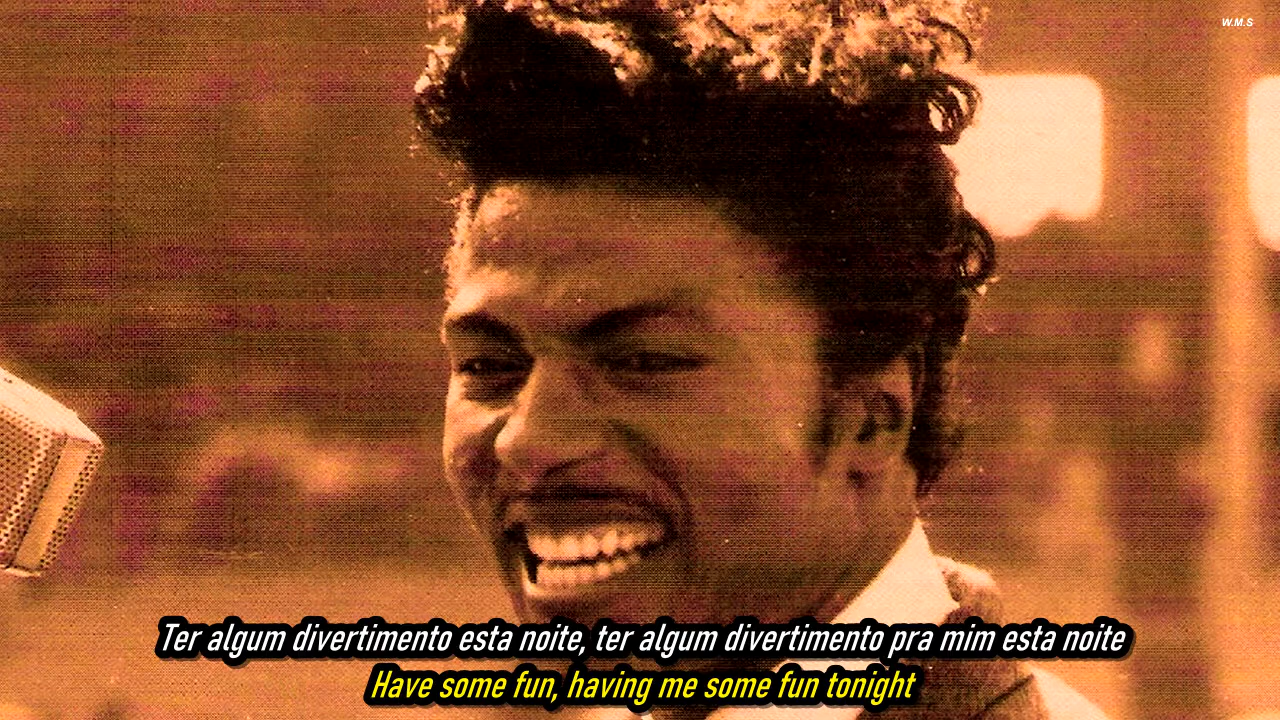 W.M.S
Ter algum divertimento esta noite, ter algum divertimento pra mim esta noite
Have some fun, having me some fun tonight